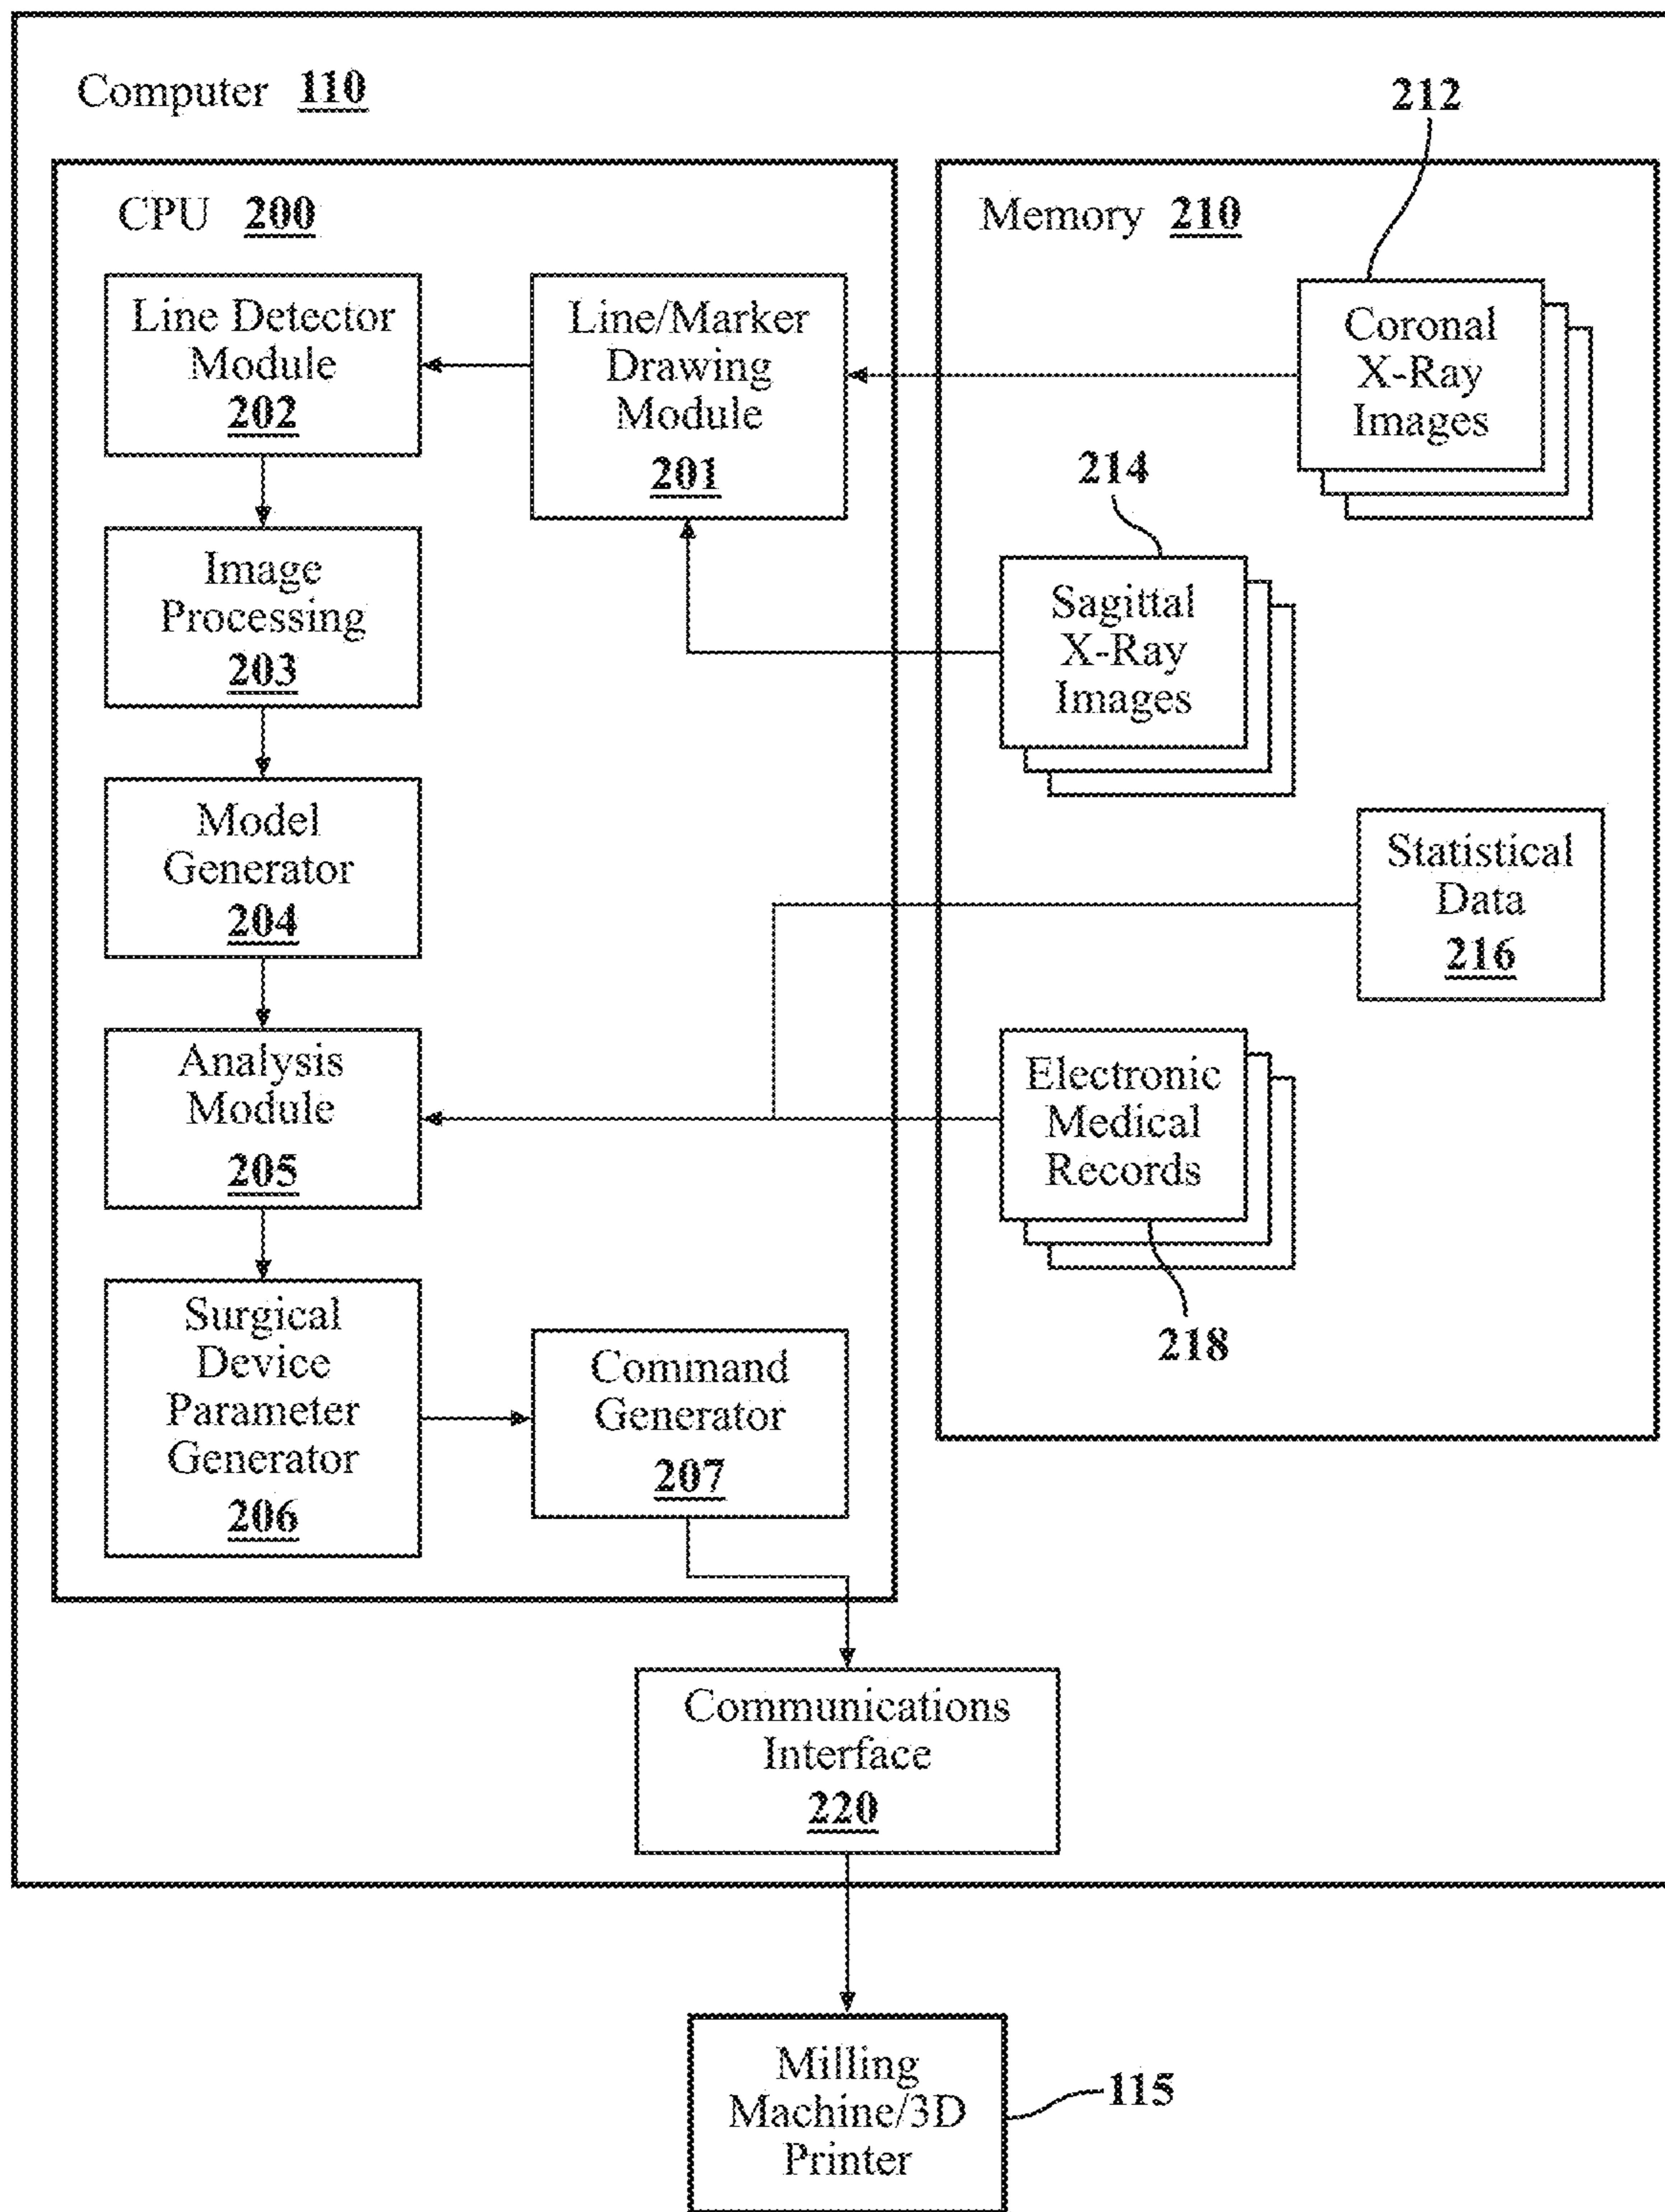 Computer 110
212
CPU 200
Memory 210
Line Detector
Module
202
Line/Marker
Drawing
Module
201
Coronal
X-Ray
Images
214
Image
Processing
203
Sagittal
X-Ray
Images
Model
Generator
204
Statistical
Data
216
Analysis
Module
205
Electronic
Medical
Records
218
Surgical
Device
Parameter
Generator
206
Command
Generator
207
Communications
Interface
220
Milling
Machine/3D
Printer
115